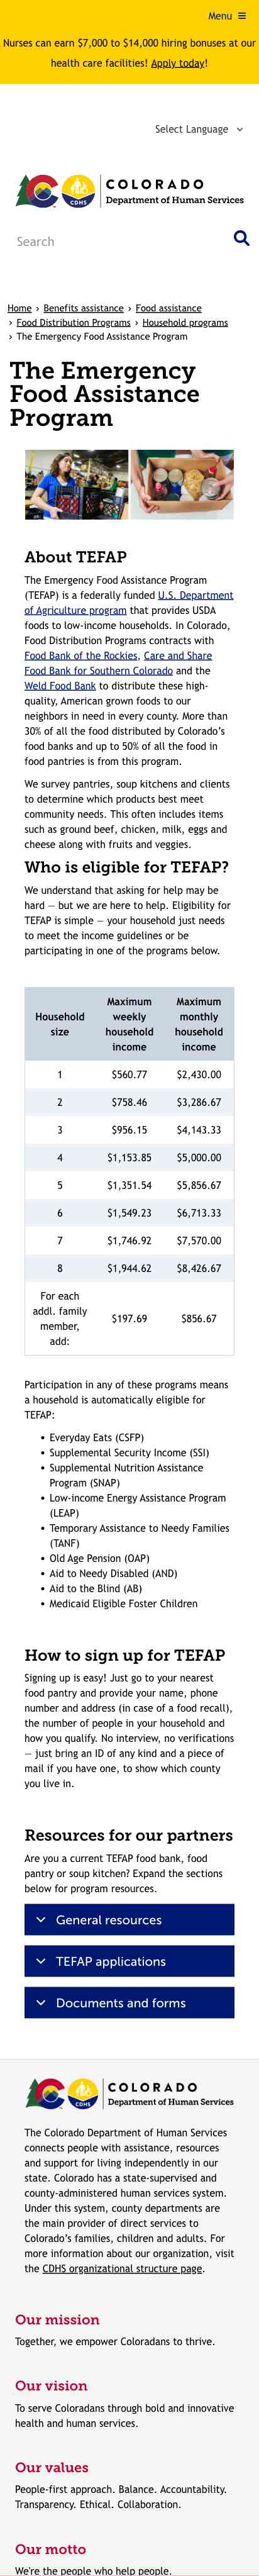 Menu ≡
Nurses can earn $7,000 to $14,000 hiring bonuses at our
health care facilities! Apply today!
Select Language
COLORADO
Department of Human Services
CDHS
Search
Home › Benefits assistance › Food assistance
› Food Distribution Programs › Household programs
› The Emergency Food Assistance Program
The Emergency
Food Assistance
Program
About TEFAP
The Emergency Food Assistance Program
(TEFAP) is a federally funded U.S. Department
of Agriculture program that provides USDA
foods to low-income households. In Colorado,
Food Distribution Programs contracts with
Food Bank of the Rockies, Care and Share
Food Bank for Southern Colorado and the
Weld Food Bank to distribute these high-
quality, American grown foods to our
neighbors in need in every county. More than
30% of all the food distributed by Colorado’s
food banks and up to 50% of all the food in
food pantries is from this program.
We survey pantries, soup kitchens and clients
to determine which products best meet
community needs. This often includes items
such as ground beef, chicken, milk, eggs and
cheese along with fruits and veggies.
Who is eligible for TEFAP?
We understand that asking for help may be
hard — but we are here to help. Eligibility for
TEFAP is simple — your household just needs
to meet the income guidelines or be
participating in one of the programs below.
Household size Maximum weekly household income Maximum monthly household income
1 $560.77 $2,430.00
2 $758.46 $3,286.67
3 $956.15 $4,143.33
4 $1,153.85 $5,000.00
5 $1,351.54 $5,856.67
6 $1,549.23 $6,713.33
7 $1,746.92 $7,570.00
8 $1,944.62 $8,426.67
For each addl. family member, add: $197.69 $856.67
Participation in any of these programs means
a household is automatically eligible for
TEFAP:
• Everyday Eats (CSFP)
• Supplemental Security Income (SSI)
• Supplemental Nutrition Assistance
Program (SNAP)
• Low-income Energy Assistance Program
(LEAP)
• Temporary Assistance to Needy Families
(TANF)
• Old Age Pension (OAP)
• Aid to Needy Disabled (AND)
• Aid to the Blind (AB)
• Medicaid Eligible Foster Children
How to sign up for TEFAP
Signing up is easy! Just go to your nearest
food pantry and provide your name, phone
number and address (in case of a food recall),
the number of people in your household and
how you qualify. No interview, no verifications
— just bring an ID of any kind and a piece of
mail if you have one, to show which county
you live in.
Resources for our partners
Are you a current TEFAP food bank, food
pantry or soup kitchen? Expand the sections
below for program resources.
General resources
TEFAP applications
Documents and forms
COLORADO
Department of Human Services
CDHS
The Colorado Department of Human Services
connects people with assistance, resources
and support for living independently in our
state. Colorado has a state-supervised and
county-administered human services system.
Under this system, county departments are
the main provider of direct services to
Colorado’s families, children and adults. For
more information about our organization, visit
the CDHS organizational structure page.
Our mission
Together, we empower Coloradans to thrive.
Our vision
To serve Coloradans through bold and innovative
health and human services.
Our values
People-first approach. Balance. Accountability.
Transparency. Ethical. Collaboration.
Our motto
We're the people who help people.